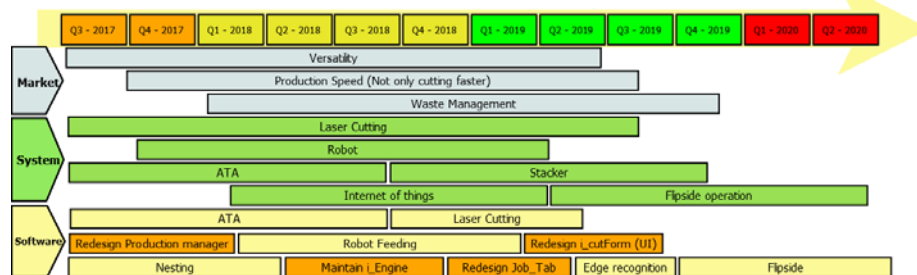 Q3 - 2017 Q4 - 2017 Q1 - 2018 Q2 - 2018 Q3 - 2018 Q4 - 2018 Q1 - 2019 Q2 - 2019 Q3 - 2019 Q4 - 2019 Q1 - 2020 Q2 - 2020
Market
Versatility
Production Speed (Not only cutting faster)
Waste Management
System
Laser Cutting
Robot
ATA Stacker
Internet of things Flipside operation
Software
ATA Laser Cutting
Redesign Production manager Robot Feeding Redesign i_cutForm (UI)
Nesting Maintain i_Engine Redesign Job_Tab Edge recognition Flipside